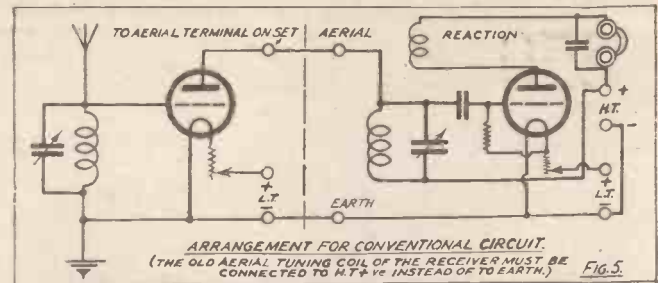 TO AERIAL TERMINAL ON SET
AERIAL
REACTION
+
H.T.
-
+
L.T.
-
+
L.T.
-
EARTH
ARRANGEMENT FOR CONVENTIONAL CIRCUIT.
(THE OLD AERIAL TUNING COIL OF THE RECEIVER MUST BE
CONNECTED TO H.T + ve INSTEAD OF TO EARTH.)
FIG.5.